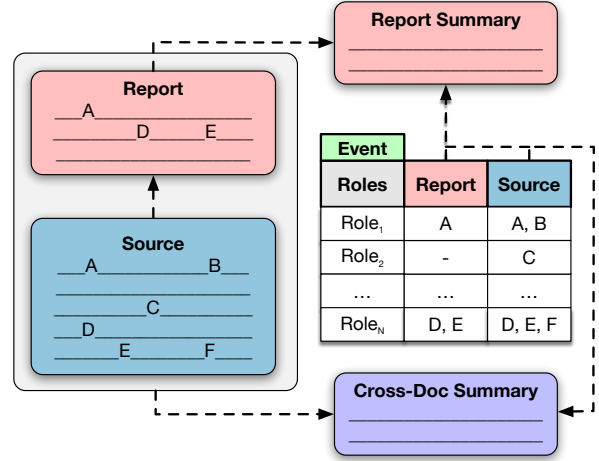 Report Summary
Report
A
D E
Source
A B
C
D
E F
Event
Roles Report Source
Role₁ A A, B
Role₂ - C
... ... ...
Roleₙ D, E D, E, F
Cross-Doc Summary